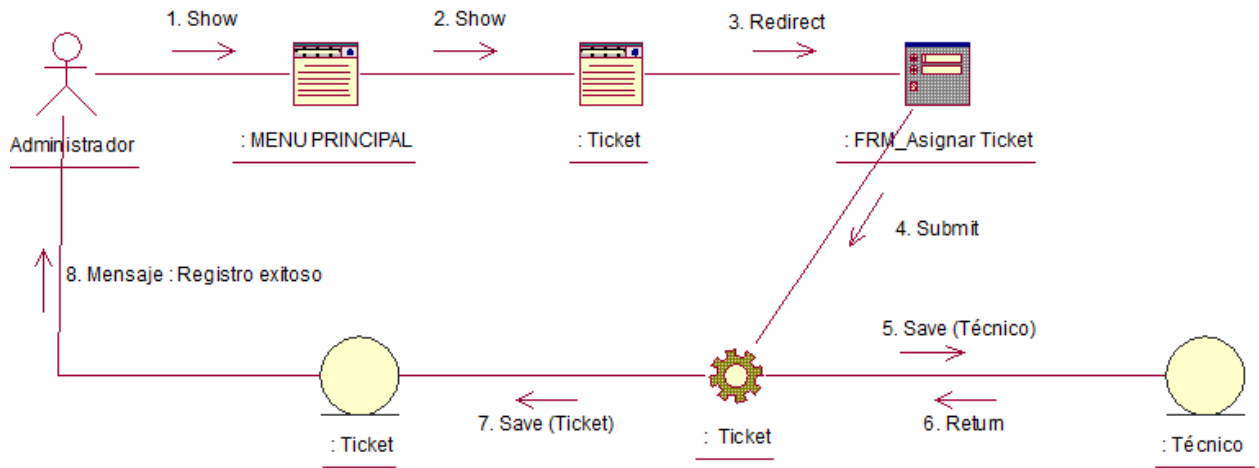 1. Show
2. Show
3. Redirect
Administrador
: MENU PRINCIPAL
: Ticket
: FRM_Asignar Ticket
4. Submit
8. Mensaje : Registro exitoso
5. Save (Técnico)
7. Save (Ticket)
6. Return
: Ticket
: Ticket
: Técnico